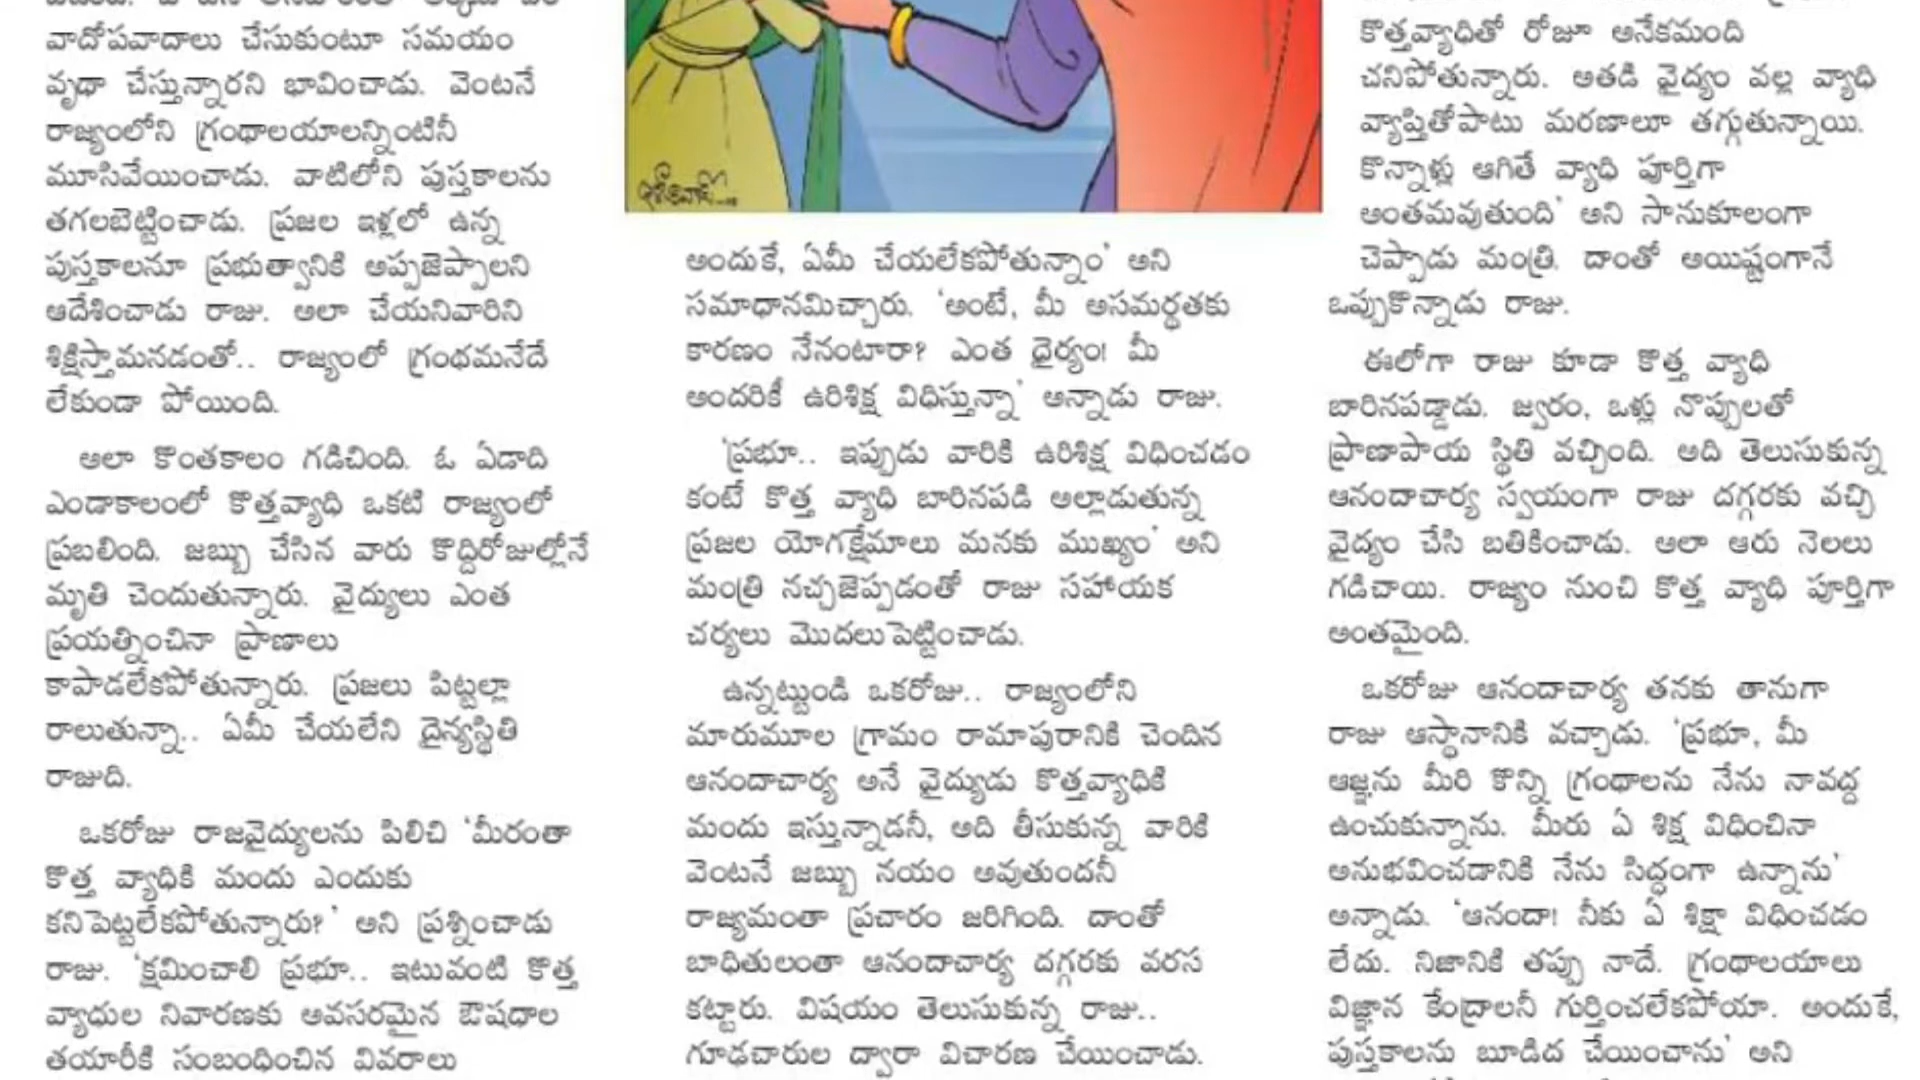 వాదోపవాదాలు చేసుకుంటూ సమయం
వృథా చేస్తున్నారని భావించాడు. వెంటనే
రాజ్యంలోని గ్రంథాలయాలన్నింటినీ
మూసివేయించాడు. వాటిలోని పుస్తకాలను
తగలబెట్టించాడు. ప్రజల ఇళ్లలో ఉన్న
పుస్తకాలనూ ప్రభుత్వానికి అప్పజెప్పాలని
ఆదేశించాడు రాజు. అలా చేయనివారిని
శిక్షిస్తామనడంతో.. రాజ్యంలో గ్రంథమనేదే
లేకుండా పోయింది.
అలా కొంతకాలం గడిచింది. ఓ ఏడాది
ఎండాకాలంలో కొత్తవ్యాధి ఒకటి రాజ్యంలో
ప్రబలింది. జబ్బు చేసిన వారు కొద్దిరోజుల్లోనే
మృతి చెందుతున్నారు. వైద్యులు ఎంత
ప్రయత్నించినా ప్రాణాలు
కాపాడలేకపోతున్నారు. ప్రజలు పిట్టల్లా
రాలుతున్నా.. ఏమీ చేయలేని దైన్యస్థితి
రాజుది.
ఒకరోజు రాజవైద్యులను పిలిచి ‘మీరంతా
కొత్త వ్యాధికి మందు ఎందుకు
కనిపెట్టలేకపోతున్నారు?’ అని ప్రశ్నించాడు
రాజు. ‘క్షమించాలి ప్రభూ.. ఇటువంటి కొత్త
వ్యాధుల నివారణకు అవసరమైన ఔషధాల
తయారీకి సంబంధించిన వివరాలు
అందుకే, ఏమీ చేయలేకపోతున్నాం’ అని
సమాధానమిచ్చారు. ‘అంటే, మీ అసమర్థతకు
కారణం నేనంటారా? ఎంత ధైర్యం! మీ
అందరికీ ఉరిశిక్ష విధిస్తున్నా’ అన్నాడు రాజు.
‘ప్రభూ.. ఇప్పుడు వారికి ఉరిశిక్ష విధించడం
కంటే కొత్త వ్యాధి బారినపడి అల్లాడుతున్న
ప్రజల యోగక్షేమాలు మనకు ముఖ్యం’ అని
మంత్రి నచ్చజెప్పడంతో రాజు సహాయక
చర్యలు మొదలుపెట్టించాడు.
ఉన్నట్టుండి ఒకరోజు.. రాజ్యంలోని
మారుమూల గ్రామం రామాపురానికి చెందిన
ఆనందాచార్య అనే వైద్యుడు కొత్తవ్యాధికి
మందు ఇస్తున్నాడనీ, అది తీసుకున్న వారికి
వెంటనే జబ్బు నయం అవుతుందనీ
రాజ్యమంతా ప్రచారం జరిగింది. దాంతో
బాధితులంతా ఆనందాచార్య దగ్గరకు వరస
కట్టారు. విషయం తెలుసుకున్న రాజు..
గూఢచారుల ద్వారా విచారణ చేయించాడు.
కొత్తవ్యాధితో రోజూ అనేకమంది
చనిపోతున్నారు. అతడి వైద్యం వల్ల వ్యాధి
వ్యాప్తితోపాటు మరణాలూ తగ్గుతున్నాయి.
కొన్నాళ్లు ఆగితే వ్యాధి పూర్తిగా
అంతమవుతుంది’ అని సానుకూలంగా
చెప్పాడు మంత్రి. దాంతో అయిష్టంగానే
ఒప్పుకొన్నాడు రాజు.
ఈలోగా రాజు కూడా కొత్త వ్యాధి
బారినపడ్డాడు. జ్వరం, ఒళ్లు నొప్పులతో
ప్రాణాపాయ స్థితి వచ్చింది. అది తెలుసుకున్న
ఆనందాచార్య స్వయంగా రాజు దగ్గరకు వచ్చి
వైద్యం చేసి బతికించాడు. అలా ఆరు నెలలు
గడిచాయి. రాజ్యం నుంచి కొత్త వ్యాధి పూర్తిగా
అంతమైంది.
ఒకరోజు ఆనందాచార్య తనకు తానుగా
రాజు ఆస్థానానికి వచ్చాడు. ‘ప్రభూ, మీ
ఆజ్ఞను మీరి కొన్ని గ్రంథాలను నేను నావద్ద
ఉంచుకున్నాను. మీరు ఏ శిక్ష విధించినా
అనుభవించడానికి నేను సిద్ధంగా ఉన్నాను’
అన్నాడు. ‘ఆనందా! నీకు ఏ శిక్షా విధించడం
లేదు. నిజానికి తప్పు నాదే. గ్రంథాలయాలు
విజ్ఞాన కేంద్రాలనీ గుర్తించలేకపోయా. అందుకే,
పుస్తకాలను బూడిద చేయించాను’ అని